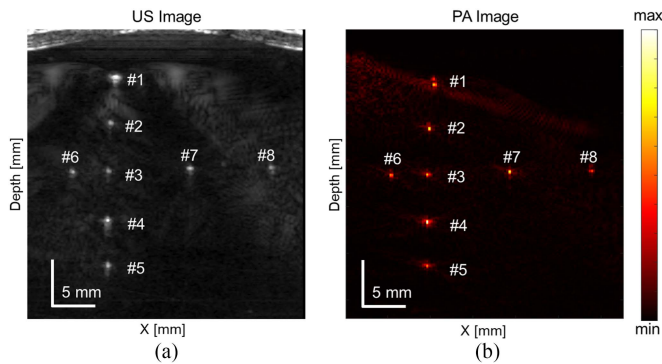 US Image
PA Image
max
#1
#1
#2
#2
#6
#7
#8
#6
#7
#8
#3
#3
#4
#4
#5
#5
5 mm
5 mm
Depth [mm]
Depth [mm]
X [mm]
X [mm]
min
(a)
(b)